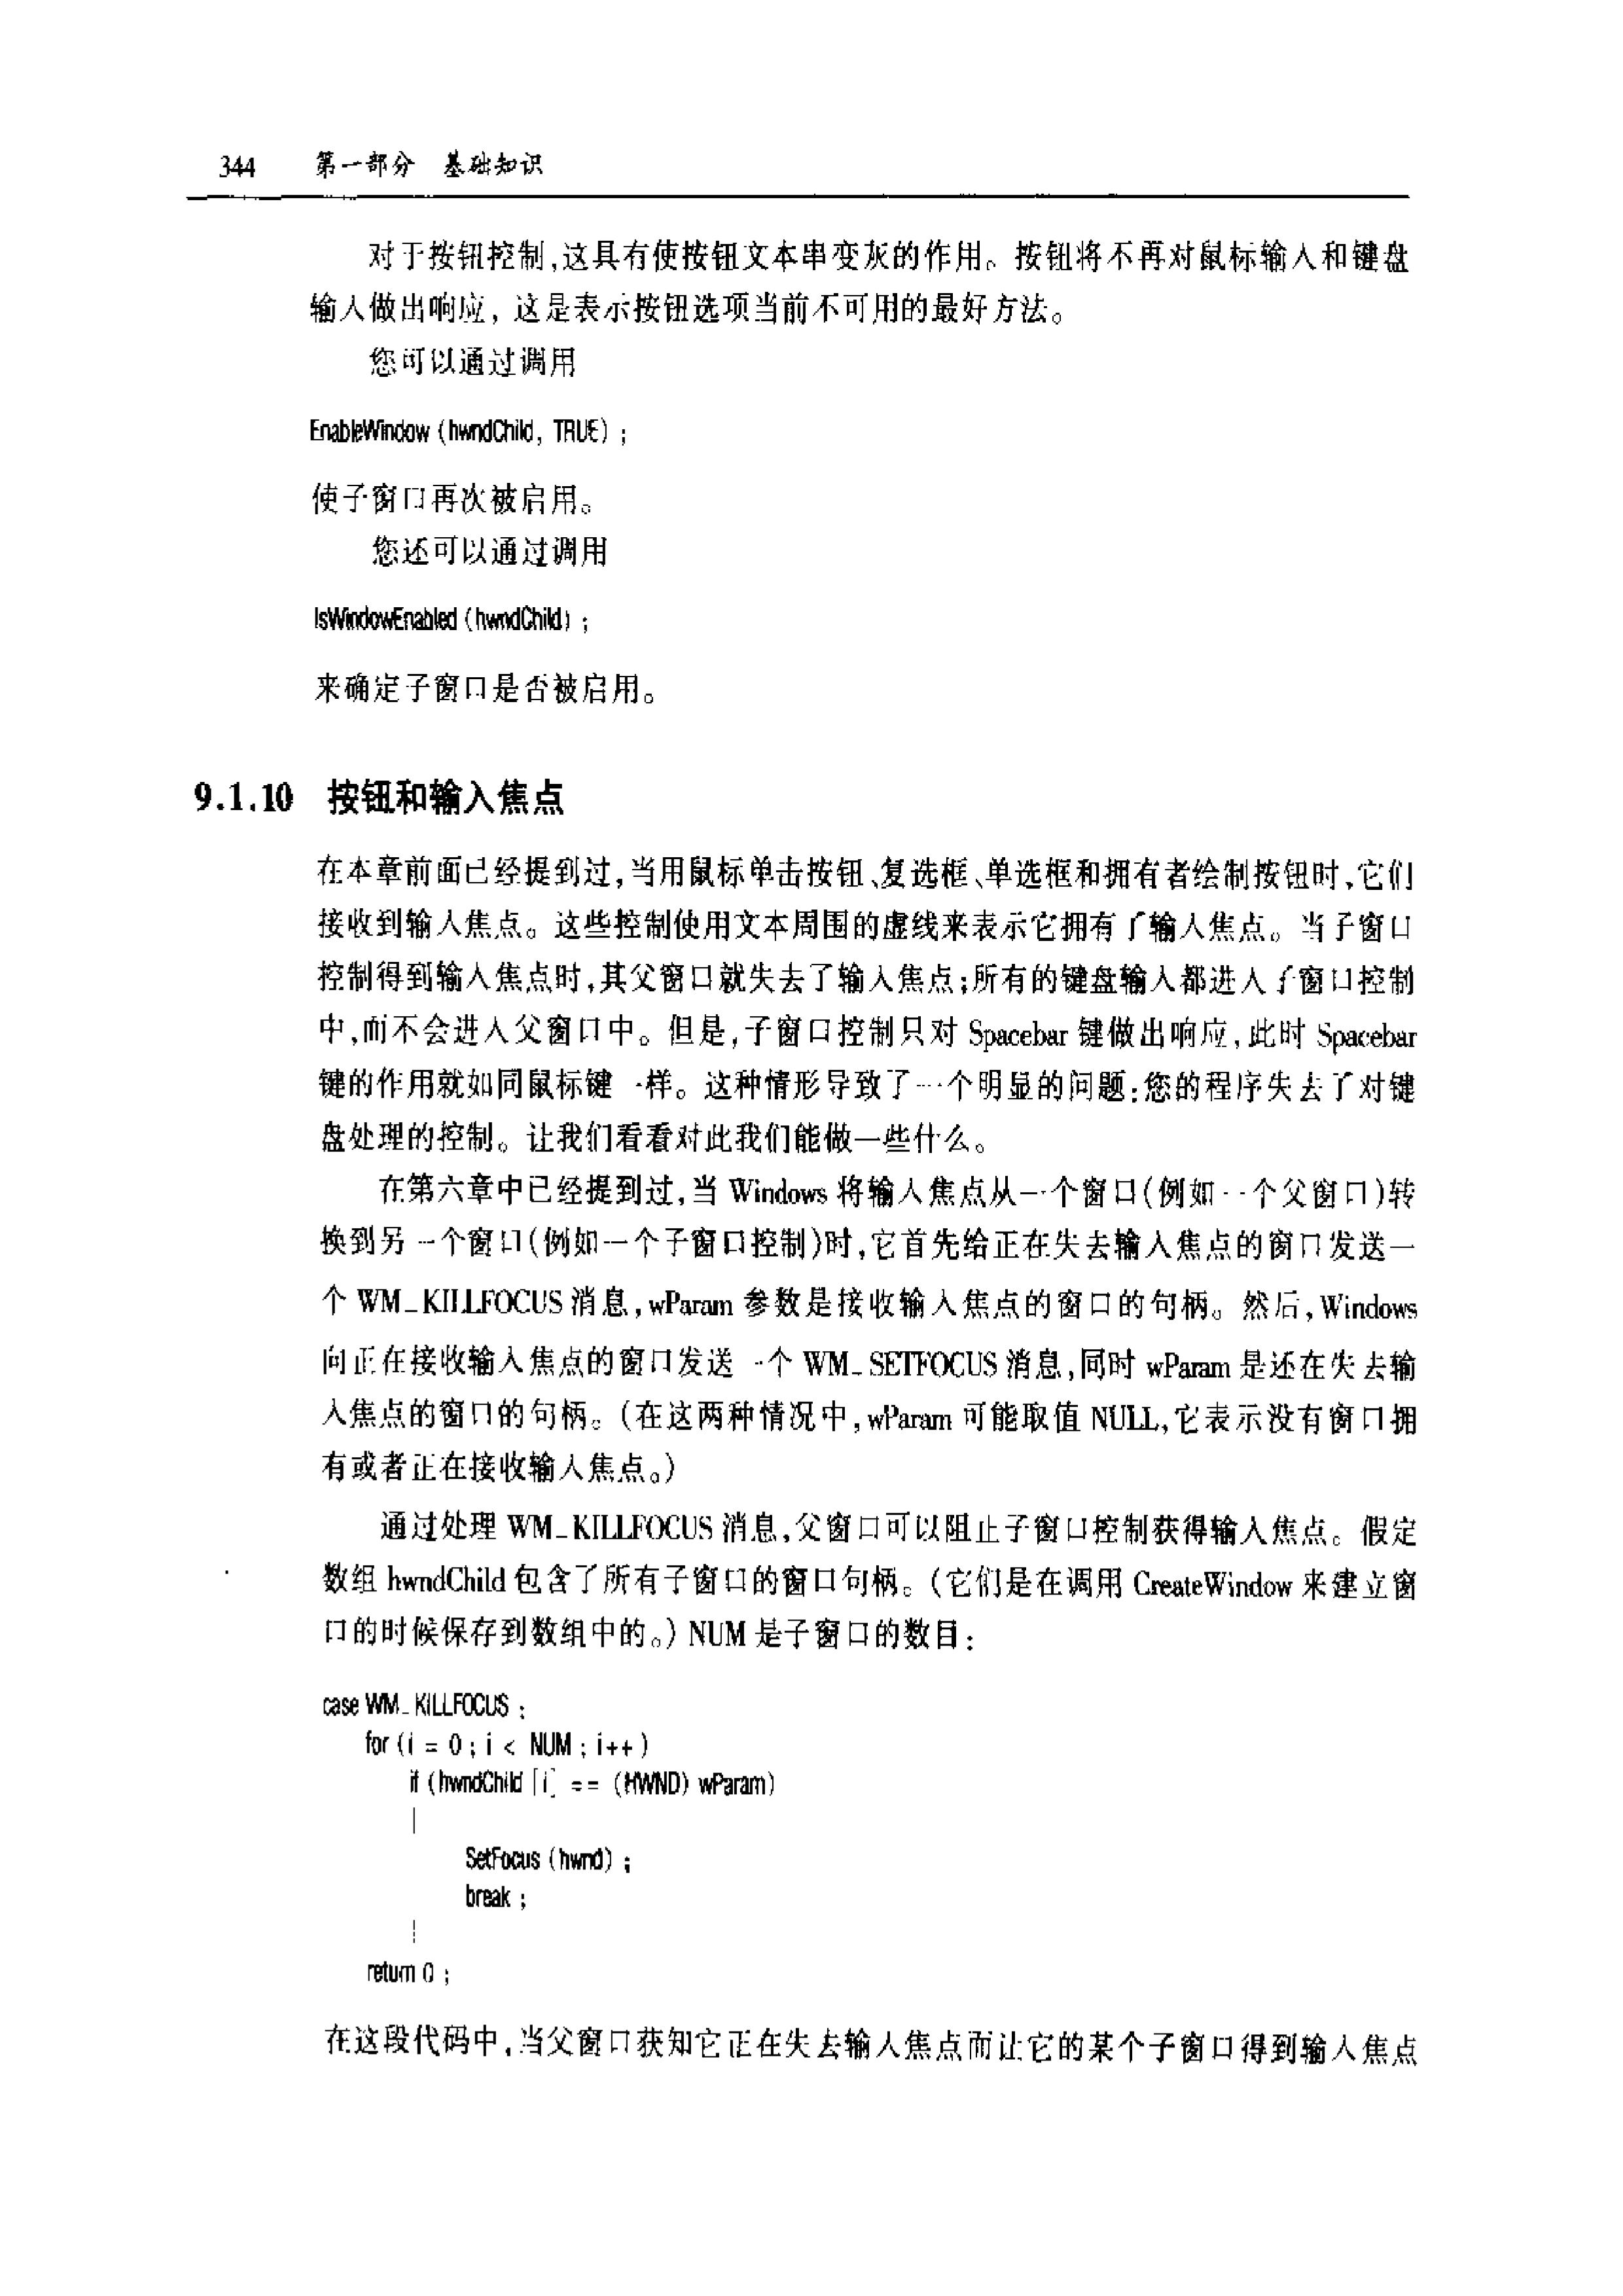 344 第一部分 基础知识
对于按钮控制,这具有使按钮文本串变灰的作用。按钮将不再对鼠标输入和键盘
输入做出响应, 这是表示按钮选项当前不可用的最好方法。
您可以通过调用
EnableWindow (hwndChild, TRUE) ;
使子窗口再次被启用。
您还可以通过调用
IsWindowEnabled (hwndChild) ;
来确定子窗口是否被启用。
9.1.10 按钮和输入焦点
在本章前面已经提到过,当用鼠标单击按钮、复选框、单选框和拥有者绘制按钮时,它们
接收到输入焦点。这些控制使用文本周围的虚线来表示它拥有了输入焦点。当子窗口
控制得到输入焦点时,其父窗口就失去了输入焦点;所有的键盘输入都进入子窗口控制
中,而不会进入父窗口中。但是,子窗口控制只对 Spacebar 键做出响应,此时 Spacebar
键的作用就如同鼠标键一样。这种情形导致了一个明显的问题:您的程序失去了对键
盘处理的控制。让我们看看对此我们能做一些什么。
在第六章中已经提到过,当 Windows 将输入焦点从一个窗口(例如一个父窗口)转
换到另一个窗口(例如一个子窗口控制)时,它首先给正在失去输入焦点的窗口发送一
个 WM_KILLFOCUS 消息,wParam 参数是接收输入焦点的窗口的句柄。然后,Windows
向正在接收输入焦点的窗口发送一个 WM_SETFOCUS 消息,同时 wParam 是还在失去输
入焦点的窗口的句柄。(在这两种情况中,wParam 可能取值 NULL,它表示没有窗口拥
有或者正在接收输入焦点。)
通过处理 WM_KILLFOCUS 消息,父窗口可以阻止子窗口控制获得输入焦点。假定
数组 hwndChild 包含了所有子窗口的窗口句柄。(它们是在调用 CreateWindow 来建立窗
口的时候保存到数组中的。) NUM 是子窗口的数目:
case WM_KILLFOCUS :
for (i = 0 ; i < NUM ; i++ )
if (hwndChild [i] == (HWND) wParam)
{
SetFocus (hwnd) ;
break ;
}
return 0 ;
在这段代码中,当父窗口获知它正在失去输入焦点而让它的某个子窗口得到输入焦点